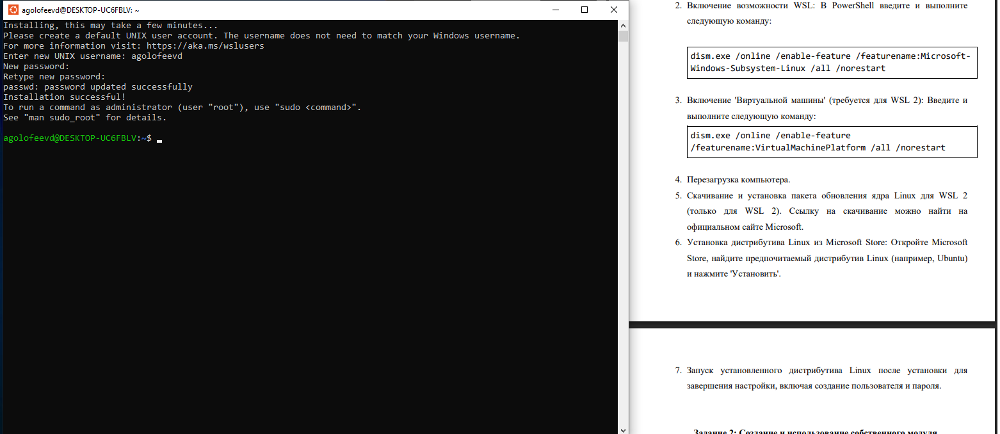 agolofeevd@DESKTOP-UC6FBLV: ~
Installing, this may take a few minutes...
Please create a default UNIX user account. The username does not need to match your Windows username.
For more information visit: https://aka.ms/wslusers
Enter new UNIX username: agolofeevd
New password:
Retype new password:
passwd: password updated successfully
Installation successful!
To run a command as administrator (user "root"), use "sudo <command>".
See "man sudo_root" for details.
agolofeevd@DESKTOP-UC6FBLV:~$
2. Включение возможности WSL: В PowerShell введите и выполните
следующую команду:
dism.exe /online /enable-feature /featurename:Microsoft-
Windows-Subsystem-Linux /all /norestart
3. Включение 'Виртуальной машины' (требуется для WSL 2): Введите и
выполните следующую команду:
dism.exe /online /enable-feature
/featurename:VirtualMachinePlatform /all /norestart
4. Перезагрузка компьютера.
5. Скачивание и установка пакета обновления ядра Linux для WSL 2
(только для WSL 2). Ссылку на скачивание можно найти на
официальном сайте Microsoft.
6. Установка дистрибутива Linux из Microsoft Store: Откройте Microsoft
Store, найдите предпочитаемый дистрибутив Linux (например, Ubuntu)
и нажмите 'Установить'.
7. Запуск установленного дистрибутива Linux после установки для
завершения настройки, включая создание пользователя и пароля.
Задание 2: Создание и использование собственного модуля